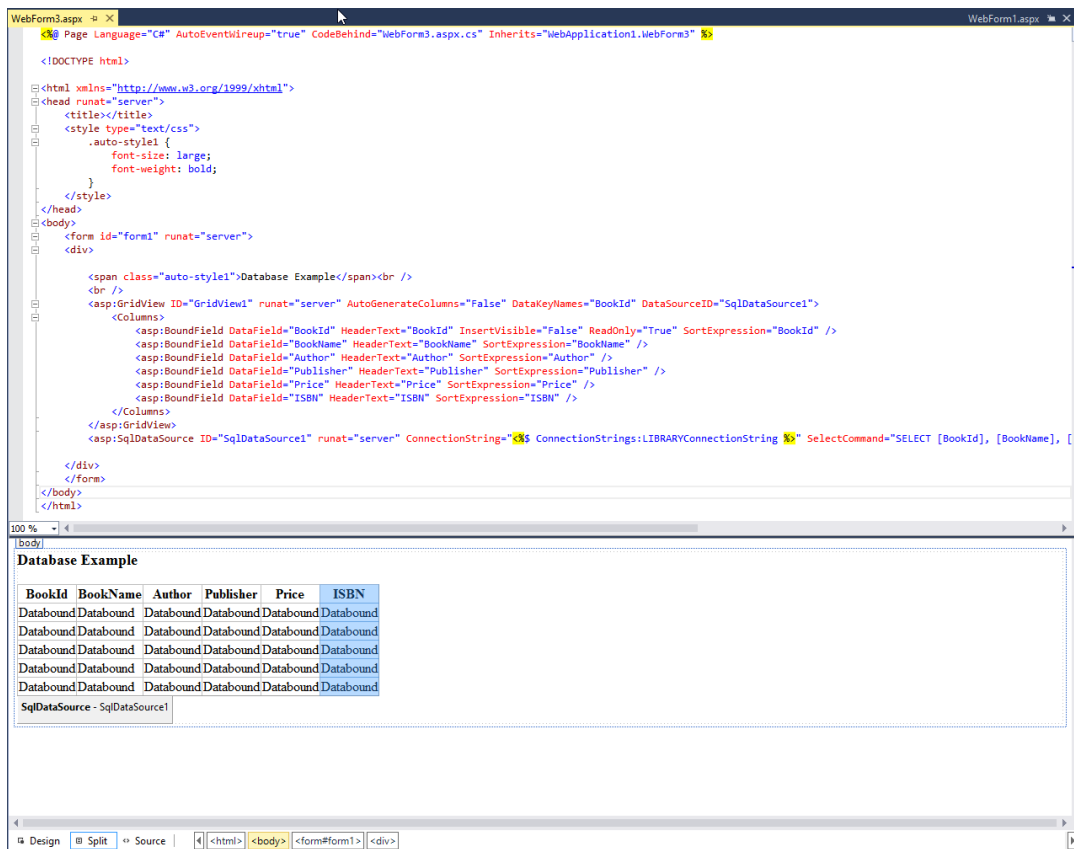 WebForm3.aspx
WebForm1.aspx
<%@ Page Language="C#" AutoEventWireup="true" CodeBehind="WebForm3.aspx.cs" Inherits="WebApplication1.WebForm3" %>
<!DOCTYPE html>
<html xmlns="http://www.w3.org/1999/xhtml">
<head runat="server">
<title></title>
<style type="text/css">
.auto-style1 {
font-size: large;
font-weight: bold;
}
</style>
</head>
<body>
<form id="form1" runat="server">
<div>
<span class="auto-style1">Database Example</span><br />
<br />
<asp:GridView ID="GridView1" runat="server" AutoGenerateColumns="False" DataKeyNames="BookId" DataSourceID="SqlDataSource1">
<Columns>
<asp:BoundField DataField="BookId" HeaderText="BookId" InsertVisible="False" ReadOnly="True" SortExpression="BookId" />
<asp:BoundField DataField="BookName" HeaderText="BookName" SortExpression="BookName" />
<asp:BoundField DataField="Author" HeaderText="Author" SortExpression="Author" />
<asp:BoundField DataField="Publisher" HeaderText="Publisher" SortExpression="Publisher" />
<asp:BoundField DataField="Price" HeaderText="Price" SortExpression="Price" />
<asp:BoundField DataField="ISBN" HeaderText="ISBN" SortExpression="ISBN" />
</Columns>
</asp:GridView>
<asp:SqlDataSource ID="SqlDataSource1" runat="server" ConnectionString="<%$ ConnectionStrings:LIBRARYConnectionString %>" SelectCommand="SELECT [BookId], [BookName], [
</div>
</form>
</body>
</html>
100 %
body
Database Example
BookId BookName Author Publisher Price ISBN
Databound Databound Databound Databound Databound Databound
Databound Databound Databound Databound Databound Databound
Databound Databound Databound Databound Databound Databound
Databound Databound Databound Databound Databound Databound
Databound Databound Databound Databound Databound Databound
SqlDataSource - SqlDataSource1
Design Split Source <html> <body> <form#form1> <div>